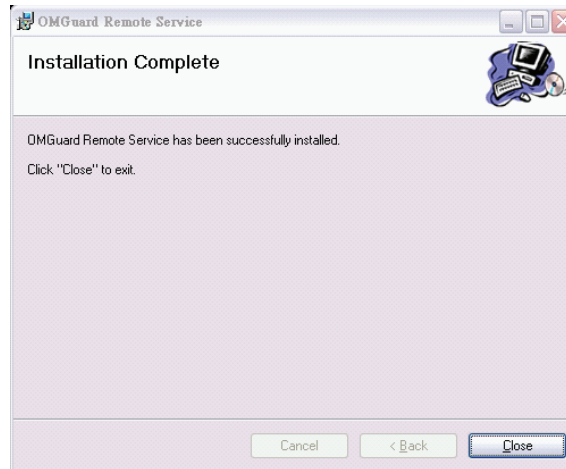 OMGuard Remote Service
Installation Complete
OMGuard Remote Service has been successfully installed.
Click "Close" to exit.
Cancel
< Back
Close